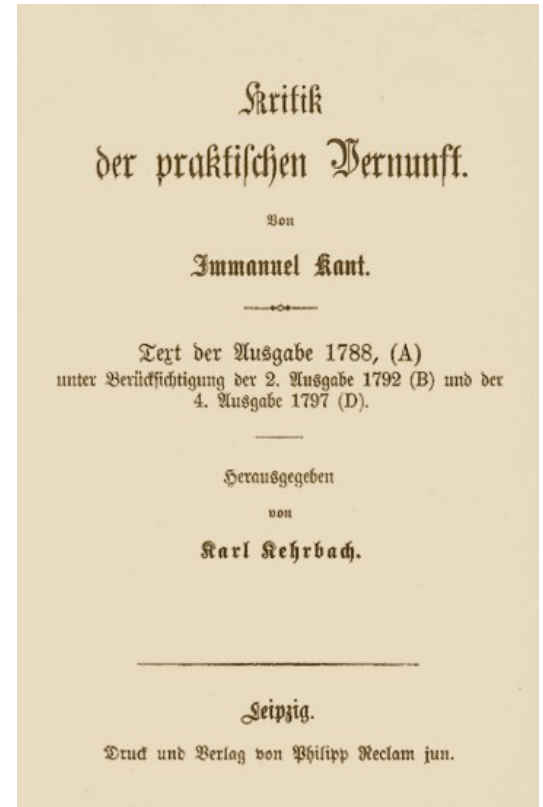 Kritik
der praktischen Vernunft.
Von
Immanuel Kant.
Text der Ausgabe 1788, (A)
unter Berücksichtigung der 2. Ausgabe 1792 (B) und der
4. Ausgabe 1797 (D).
Herausgegeben
von
Karl Kehrbach.
Leipzig.
Druck und Verlag von Philipp Reclam jun.